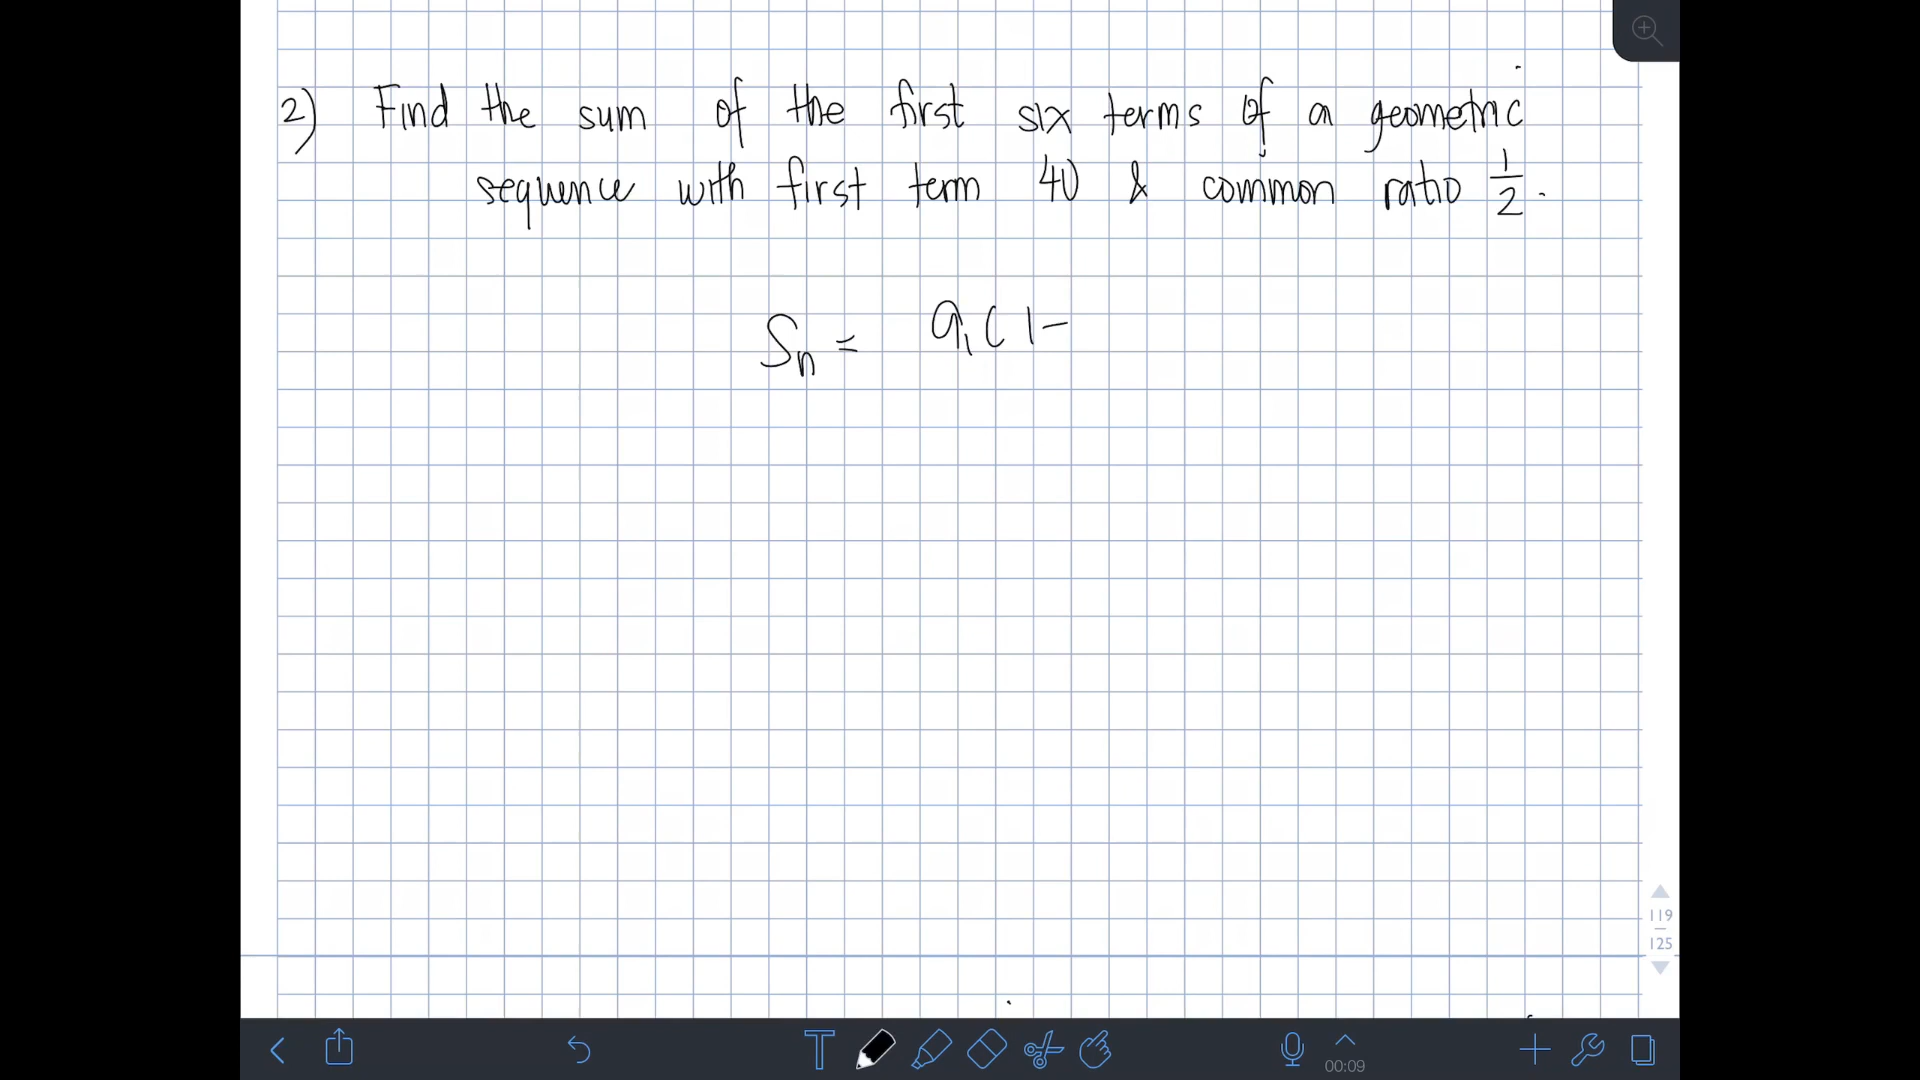 2) Find the sum of the first six terms of a geometric
sequence with first term 40 & common ratio 1/2.
Sn = a1(1-
119
125
T
00:09